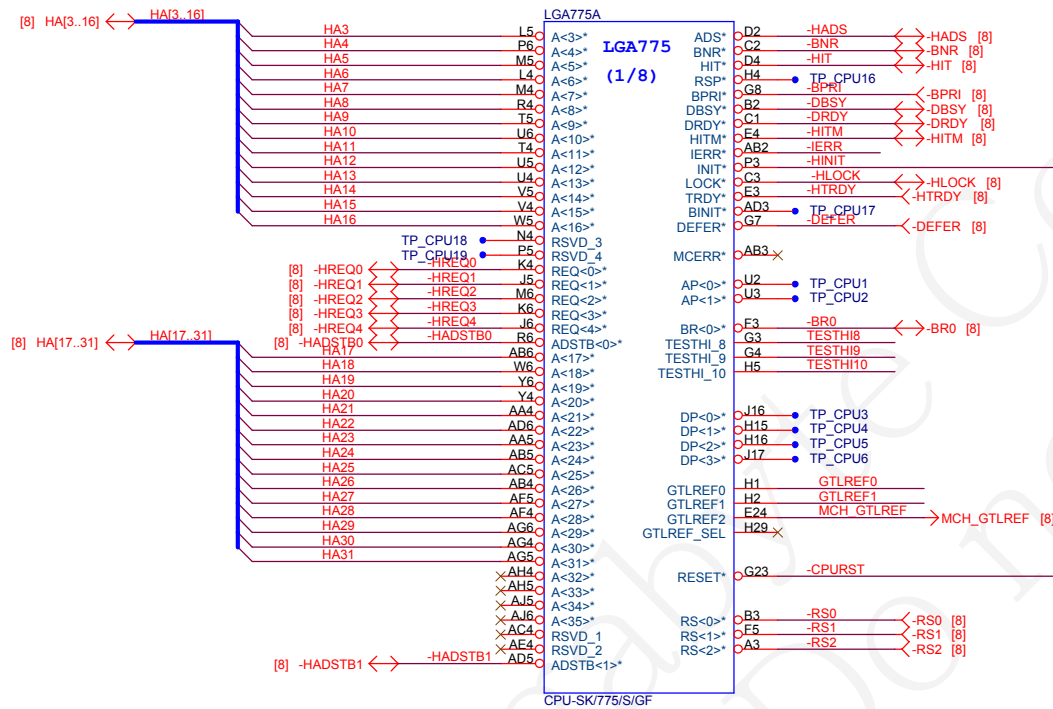 LGA775A
[8] HA[3..16] HA[3..16]
HA3 L5 A<3>* LGA775 ADS* D2 -HADS -HADS [8]
HA4 P6 A<4>* BNR* C2 -BNR -BNR [8]
HA5 M5 A<5>* (1/8) HIT* D4 -HIT -HIT [8]
HA6 L4 A<6>* RSP* H4 TP_CPU16
HA7 M4 A<7>* BPRI* G8 -BPRI -BPRI [8]
HA8 R4 A<8>* DBSY* B2 -DBSY -DBSY [8]
HA9 T5 A<9>* DRDY* C1 -DRDY -DRDY [8]
HA10 U6 A<10>* HITM* E4 -HITM -HITM [8]
HA11 T4 A<11>* IERR* AB2 -IERR
HA12 U5 A<12>* INIT* P3 -HINIT
HA13 U4 A<13>* LOCK* C3 -HLOCK -HLOCK [8]
HA14 V5 A<14>* TRDY* E3 -HTRDY -HTRDY [8]
HA15 V4 A<15>* BINIT* AD3 TP_CPU17
HA16 W5 A<16>* DEFER* G7 -DEFER -DEFER [8]
TP_CPU18 N4 RSVD_3
TP_CPU19 P5 RSVD_4 MCERR* AB3
[8] -HREQ0 -HREQ0 K4 REQ<0>*
[8] -HREQ1 -HREQ1 J5 REQ<1>* AP<0>* U2 TP_CPU1
[8] -HREQ2 -HREQ2 M6 REQ<2>* AP<1>* U3 TP_CPU2
[8] -HREQ3 -HREQ3 K6 REQ<3>*
[8] -HREQ4 -HREQ4 J6 REQ<4>* BR<0>* F3 -BR0 -BR0 [8]
[8] -HADSTB0 -HADSTB0 R6 ADSTB<0>* TESTHI_8 G3 TESTHI8
[8] HA[17..31] HA[17..31]
HA17 AB6 A<17>* TESTHI_9 G4 TESTHI9
HA18 W6 A<18>* TESTHI_10 H5 TESTHI10
HA19 Y6 A<19>*
HA20 Y4 A<20>*
HA21 AA4 A<21>* DP<0>* J16 TP_CPU3
HA22 AD6 A<22>* DP<1>* H15 TP_CPU4
HA23 AA5 A<23>* DP<2>* H16 TP_CPU5
HA24 AB5 A<24>* DP<3>* J17 TP_CPU6
HA25 AC5 A<25>*
HA26 AB4 A<26>* GTLREF0 H1 GTLREF0
HA27 AF5 A<27>* GTLREF1 H2 GTLREF1
HA28 AF4 A<28>* GTLREF2 E24 MCH_GTLREF MCH_GTLREF [8]
HA29 AG6 A<29>* GTLREF_SEL H29
HA30 AG4 A<30>*
HA31 AG5 A<31>*
AH4 A<32>* RESET* G23 -CPURST
AH5 A<33>*
AJ5 A<34>*
AJ6 A<35>* RS<0>* B3 -RS0 -RS0 [8]
AC4 RSVD_1 RS<1>* F5 -RS1 -RS1 [8]
AE4 RSVD_2 RS<2>* A3 -RS2 -RS2 [8]
[8] -HADSTB1 -HADSTB1 AD5 ADSTB<1>*
CPU-SK/775/S/GF